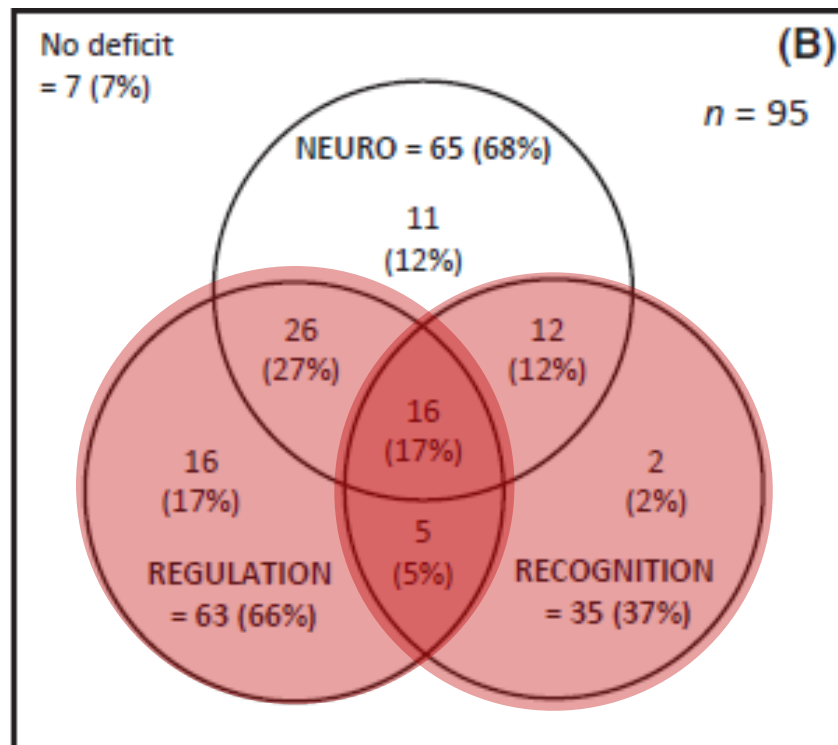 No deficit
= 7 (7%)
(B)
n = 95
NEURO = 65 (68%)
11
(12%)
26
(27%)
12
(12%)
16
(17%)
16
(17%)
2
(2%)
5
(5%)
REGULATION
= 63 (66%)
RECOGNITION
= 35 (37%)